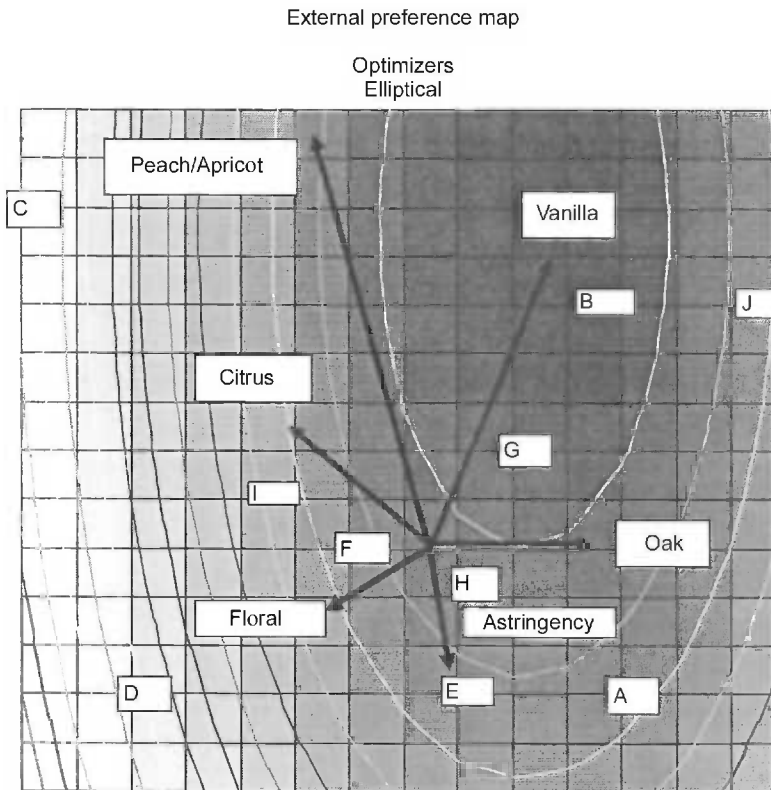 External preference map
Optimizers
Elliptical
Peach/Apricot
C
Vanilla
B
J
Citrus
G
I
F
Oak
H
Floral
Astringency
D
E
A